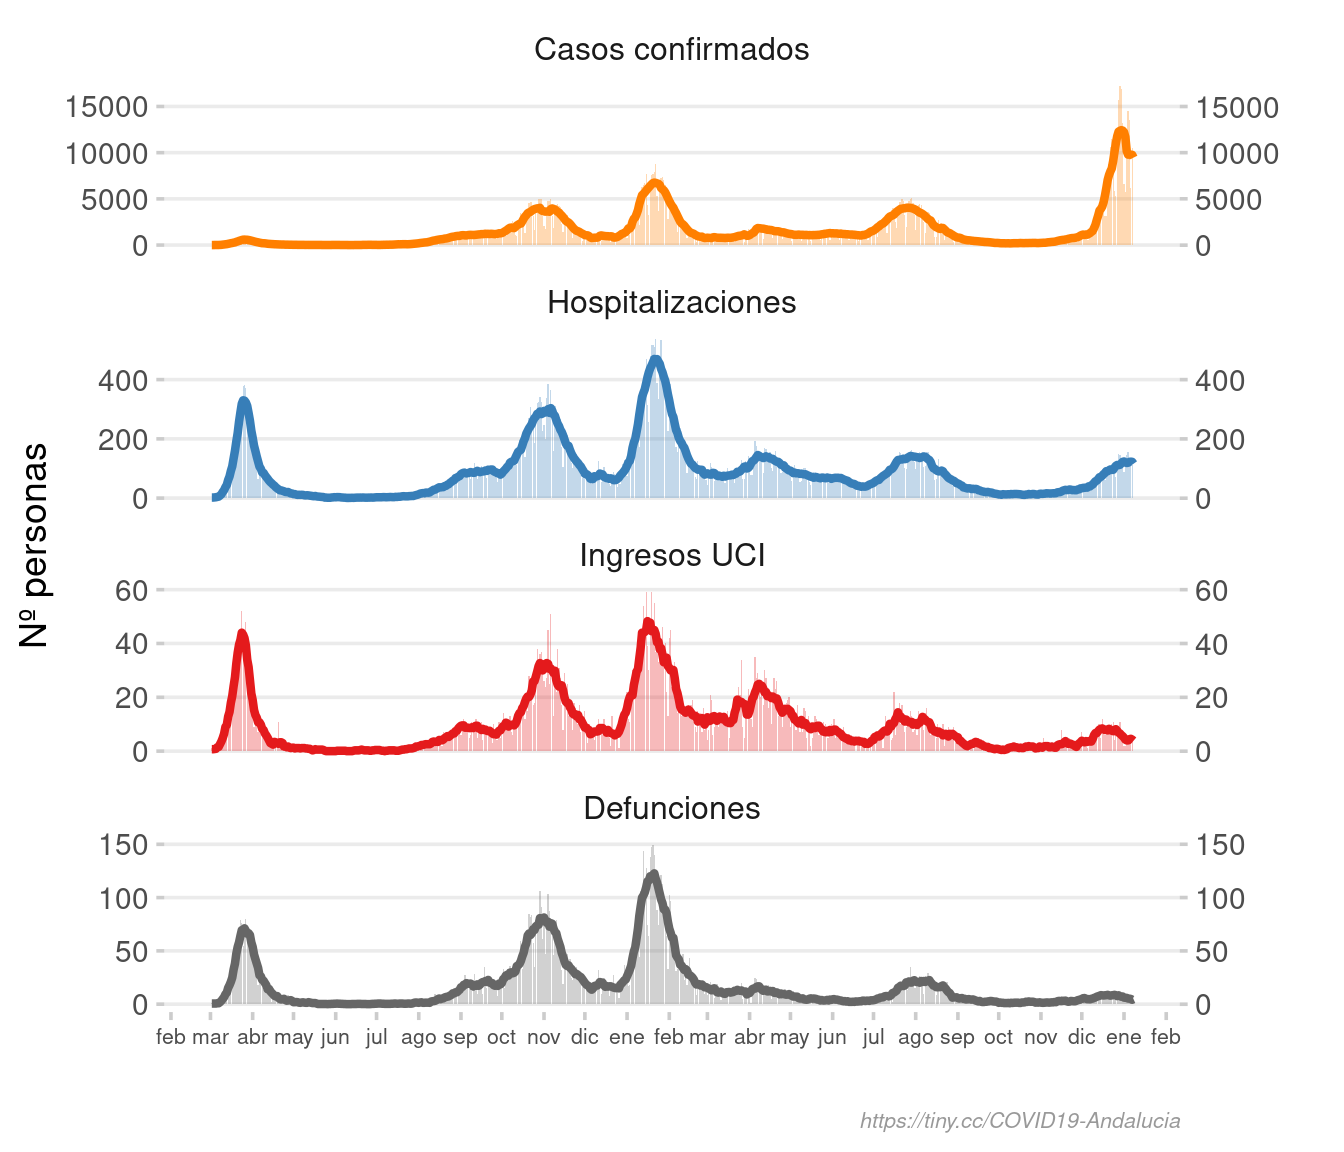 Casos confirmados
15000 15000
10000 10000
5000 5000
0 0
Hospitalizaciones
400 400
200 200
0 0
Nº personas
Ingresos UCI
60 60
40 40
20 20
0 0
Defunciones
150 150
100 100
50 50
0 0
feb mar abr may jun jul ago sep oct nov dic ene feb mar abr may jun jul ago sep oct nov dic ene feb
https://tiny.cc/COVID19-Andalucia